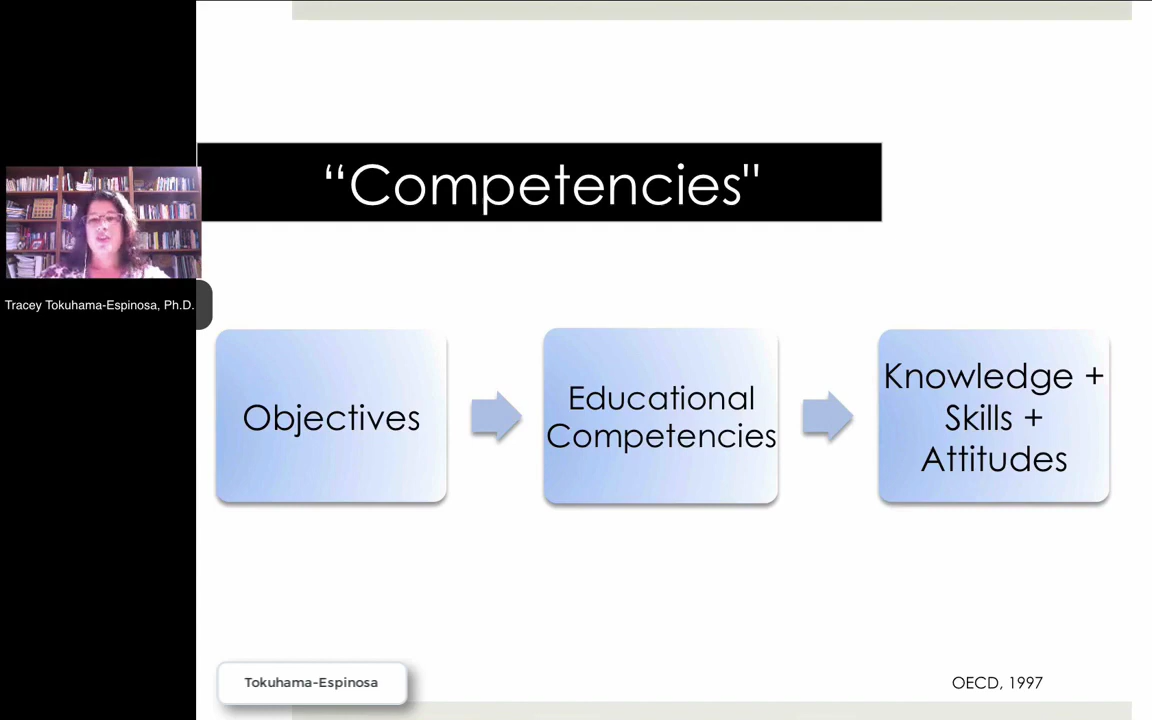 “Competencies"
Tracey Tokuhama-Espinosa, Ph.D.
Objectives
Educational
Competencies
Knowledge +
Skills +
Attitudes
Tokuhama-Espinosa
OECD, 1997